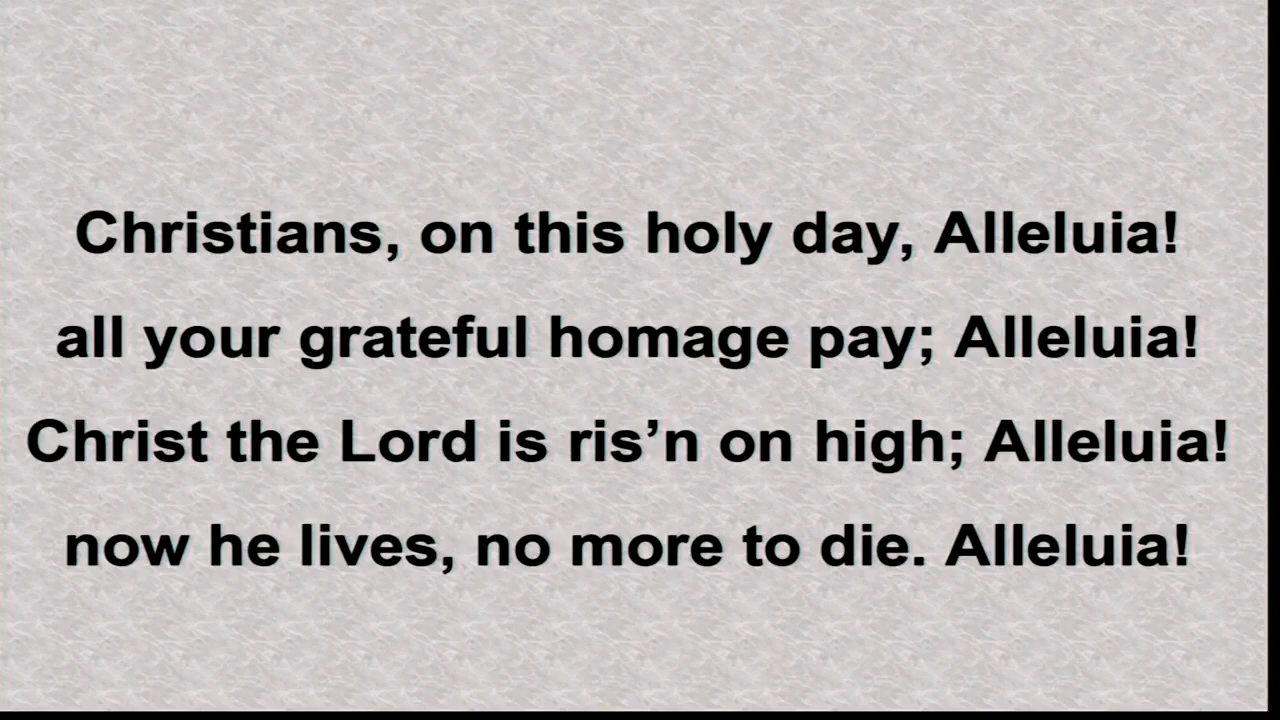 Christians, on this holy day, Alleluia!
all your grateful homage pay; Alleluia!
Christ the Lord is ris’n on high; Alleluia!
now he lives, no more to die. Alleluia!